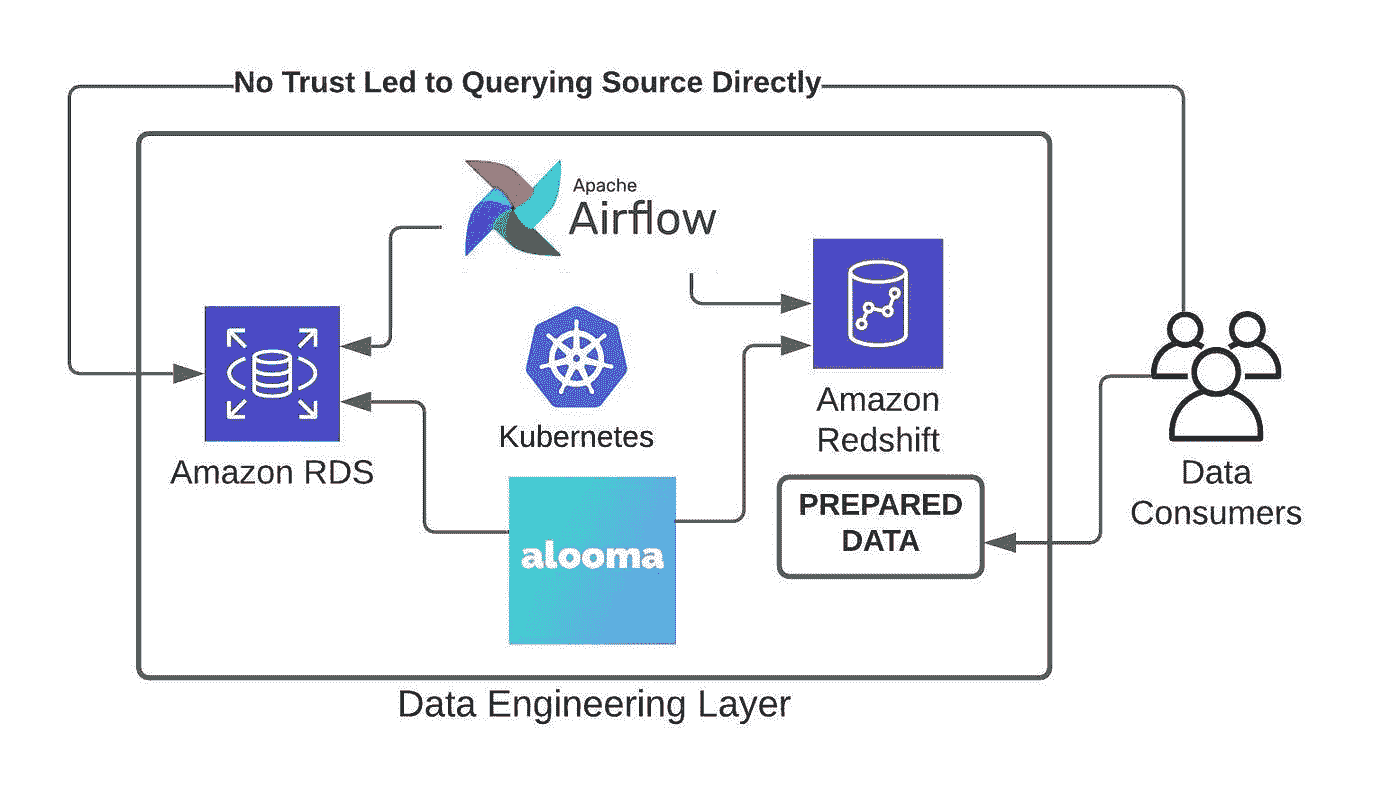 No Trust Led to Querying Source Directly
Apache
Airflow
Kubernetes
Amazon
Redshift
Amazon RDS
PREPARED
DATA
alooma
Data
Consumers
Data Engineering Layer